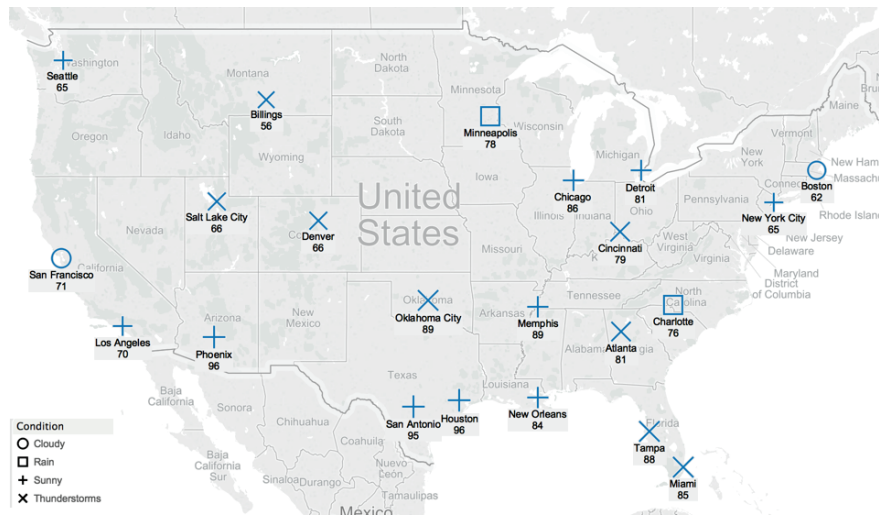 Washington
Seattle
65
Montana
North
Dakota
Minnesota
Billings
56
Minneapolis
78
Wisconsin
Oregon
Idaho
South
Dakota
Michigan
Vermont
Maine
New
York
New Ham
Massachu
Wyoming
Iowa
Chicago
86
Detroit
81
Boston
62
Connec
New York City
65
Rhode Island
Salt Lake City
66
Denver
66
United
States
Nevada
Illinois
Indiana
Ohio
Pennsylvania
New Jersey
Delaware
Cincinnati
79
West
Virginia
Virginia
Maryland
District
of Columbia
San Francisco
71
California
Missouri
Tennessee
North
Carolina
Charlotte
76
Arizona
New
Mexico
Oklahoma
Oklahoma City
89
Arkansas
Memphis
89
Los Angeles
70
Phoenix
96
Alabama
Atlanta
81
gia
Texas
Louisiana
Baja
California
Sonora
Chihuahua
San Antonio
95
Houston
96
New Orleans
84
Florida
Tampa
88
Miami
85
Coahuila
Baja
California
Sur
Sinaloa
Durango
Nuevo
León
Tamaulipas
Mexico
Condition
Cloudy
Rain
Sunny
Thunderstorms